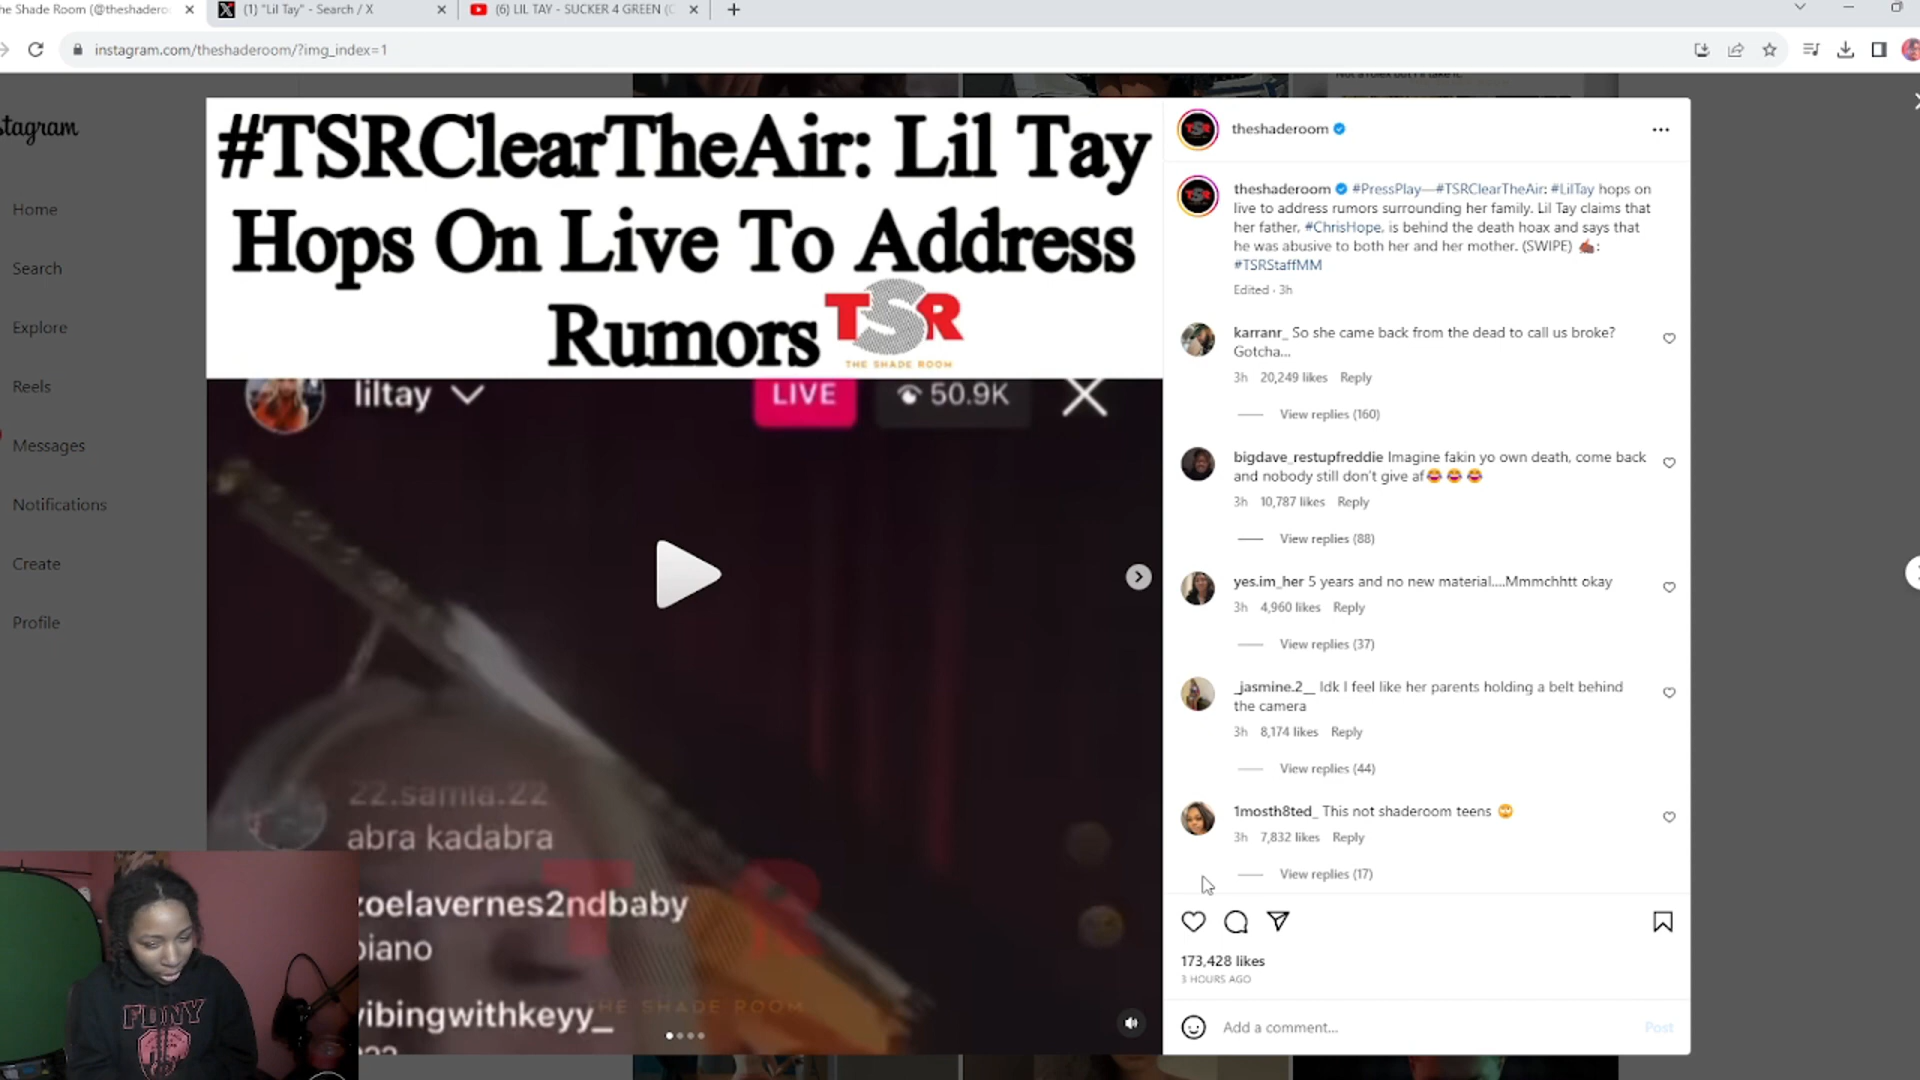 he Shade Room (@theshaderoo
(1) "Lil Tay" - Search / X
(6) LIL TAY - SUCKER 4 GREEN (
instagram.com/theshaderoom/?img_index=1
stagram
Home
Search
Explore
Reels
Messages
Notifications
Create
Profile
#TSRClearTheAir: Lil Tay
Hops On Live To Address
Rumors
TSR
THE SHADE ROOM
liltay
LIVE
50.9K
22.samia.22
abra kadabra
zoelavernes2ndbaby
piano
vibingwithkeyy_
THE SHADE ROOM
FDNY
theshaderoom
theshaderoom #PressPlay—#TSRClearTheAir: #LilTay hops on
live to address rumors surrounding her family. Lil Tay claims that
her father, #ChrisHope, is behind the death hoax and says that
he was abusive to both her and her mother. (SWIPE) ✍🏾:
#TSRStaffMM
Edited · 3h
karranr_ So she came back from the dead to call us broke?
Gotcha...
3h 20,249 likes Reply
View replies (160)
bigdave_restupfreddie Imagine fakin yo own death, come back
and nobody still don't give af😂😂😂
3h 10,787 likes Reply
View replies (88)
yes.im_her 5 years and no new material....Mmmchhtt okay
3h 4,960 likes Reply
View replies (37)
_jasmine.2__ Idk I feel like her parents holding a belt behind
the camera
3h 8,174 likes Reply
View replies (44)
1mosth8ted_ This not shaderoom teens 🙄
3h 7,832 likes Reply
View replies (17)
173,428 likes
3 HOURS AGO
Add a comment...
Post